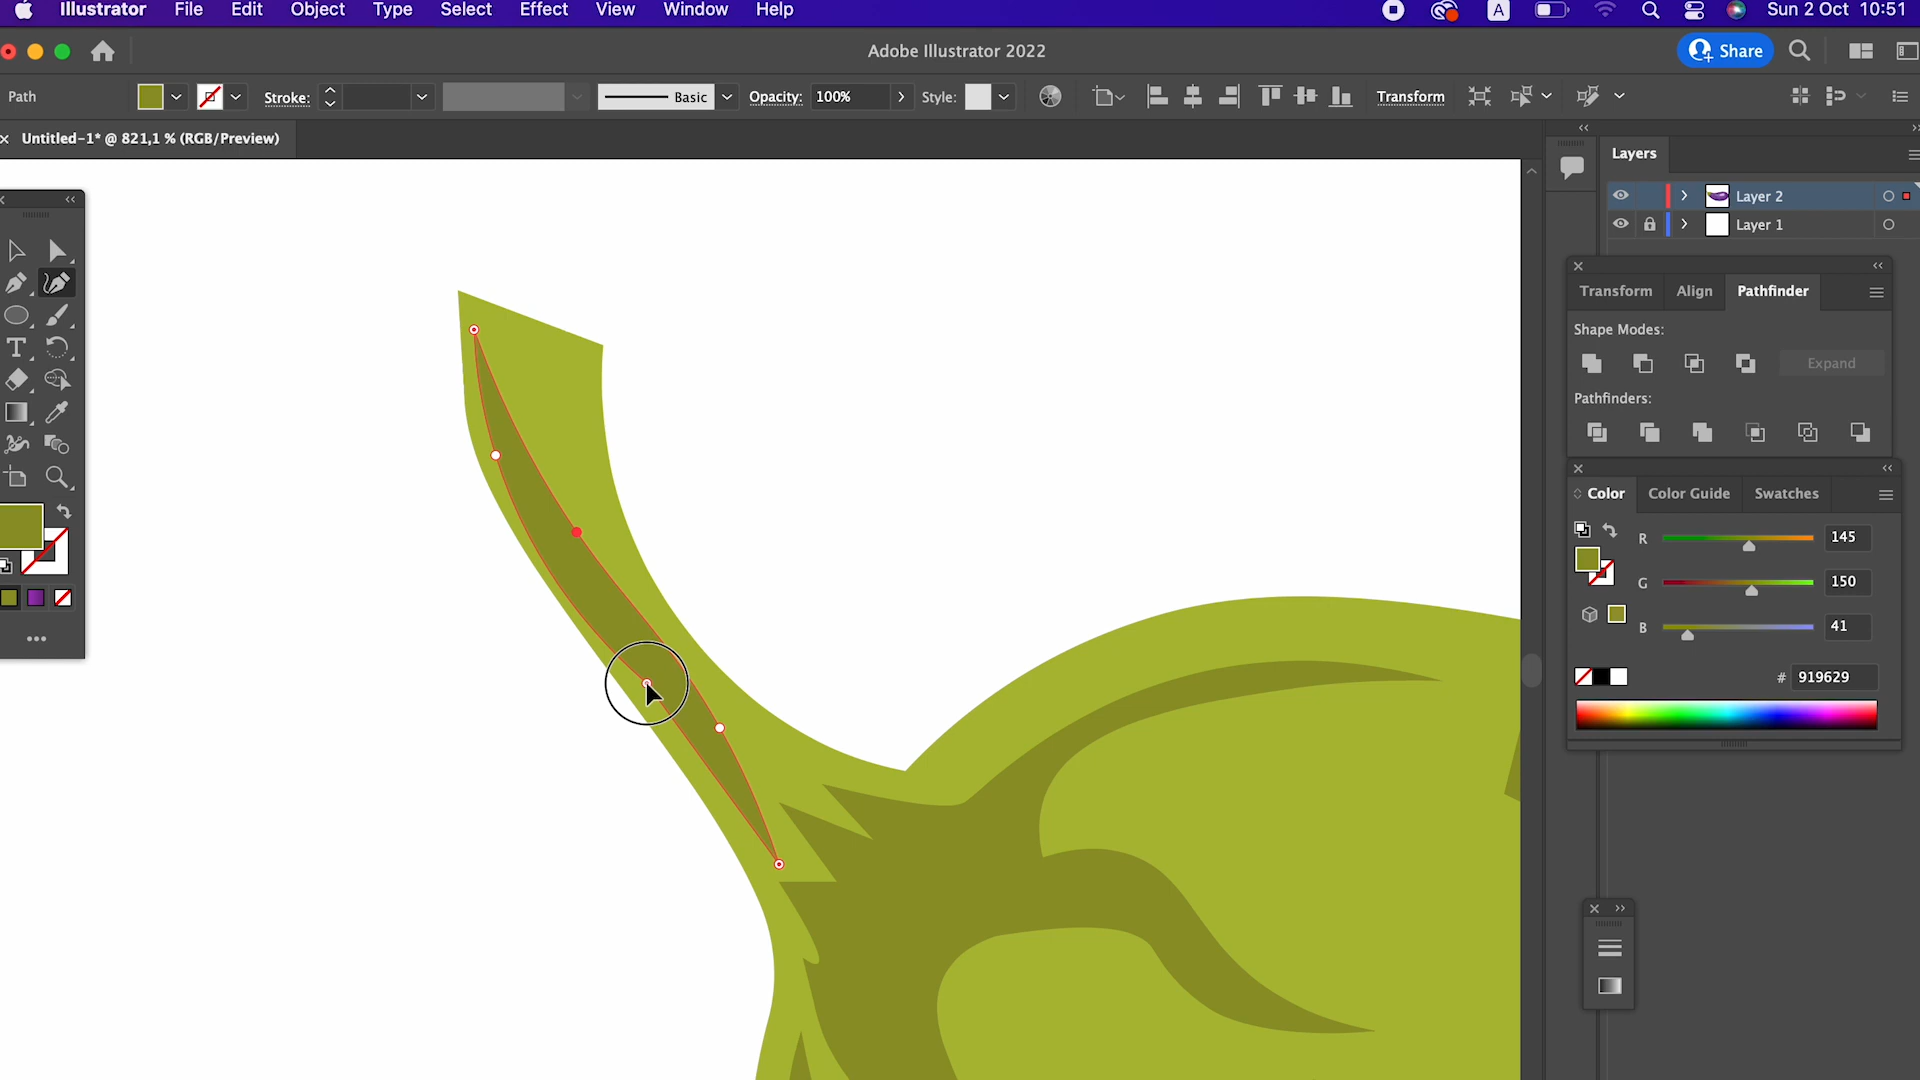 Illustrator File Edit Object Type Select Effect View Window Help A Sun 2 Oct 10:51
Adobe Illustrator 2022 Share
Path Stroke: Basic Opacity: 100% Style: Transform
Untitled-1* @ 821,1 % (RGB/Preview)
Layers
Layer 2
Layer 1
Transform Align Pathfinder
Shape Modes:
Expand
Pathfinders:
Color Color Guide Swatches
R 145
G 150
B 41
# 919629